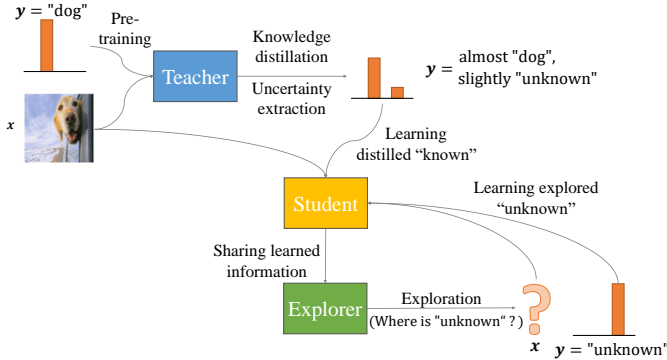 y = "dog"
Pre-
training
Knowledge
distillation
Teacher
Uncertainty
extraction
y = almost "dog",
slightly "unknown"
x
Learning
distilled “known”
Student
Learning explored
“unknown”
Sharing learned
information
Explorer
Exploration
(Where is "unknown“ ?)
?
x
y = "unknown"